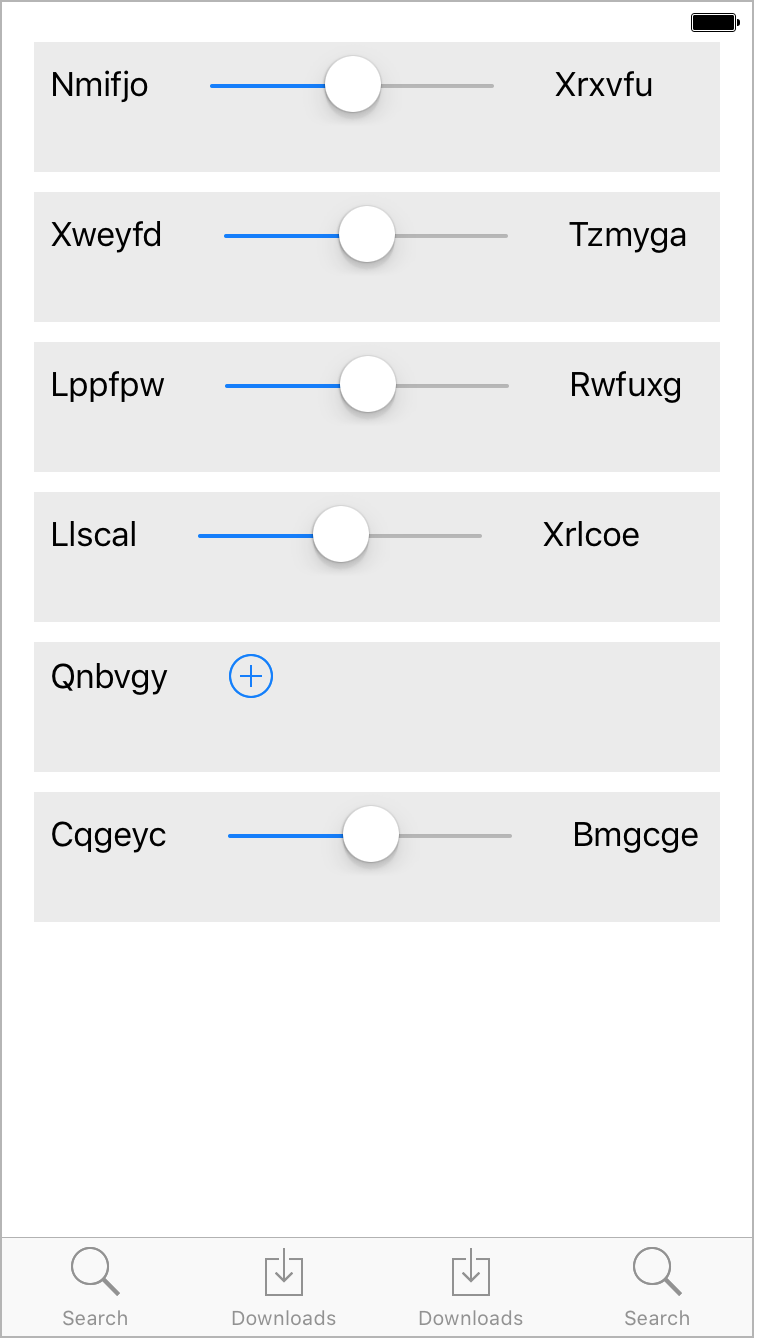 Nmifjo Xrxvfu
Xweyfd Tzmyga
Lppfpw Rwfuxg
Llscal Xrlcoe
Qnbvgy
Cqgeyc Bmgcge
Search Downloads Downloads Search